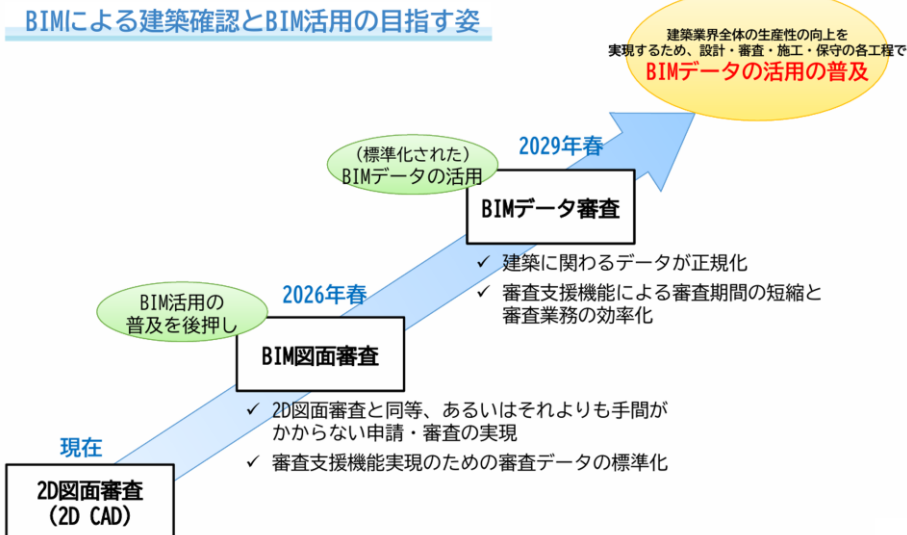 BIMによる建築確認とBIM活用の目指す姿
建築業界全体の生産性の向上を
実現するため、設計・審査・施工・保守の各工程で
BIMデータの活用の普及
2029年春
(標準化された)
BIMデータの活用
BIMデータ審査
✓ 建築に関わるデータが正規化
✓ 審査支援機能による審査期間の短縮と
審査業務の効率化
2026年春
BIM活用の
普及を後押し
BIM図面審査
✓ 2D図面審査と同等、あるいはそれよりも手間が
かからない申請・審査の実現
✓ 審査支援機能実現のための審査データの標準化
現在
2D図面審査
(2D CAD)